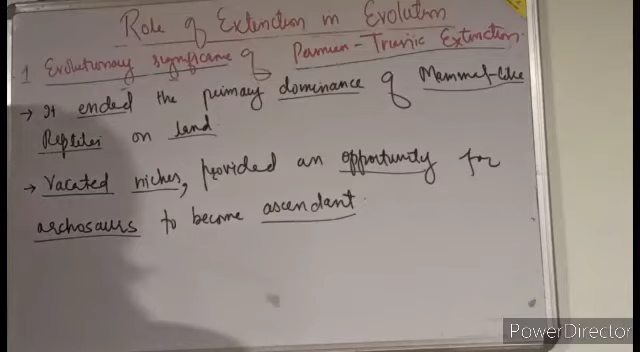 Role of Extinction in Evolution
1 Evolutionary significance of Permian-Triassic Extinction.
→ It ended the primary dominance of Mammal-like
Reptiles on land
→ Vacated niches, provided an opportunity for
archosaurs to become ascendant.
PowerDirector